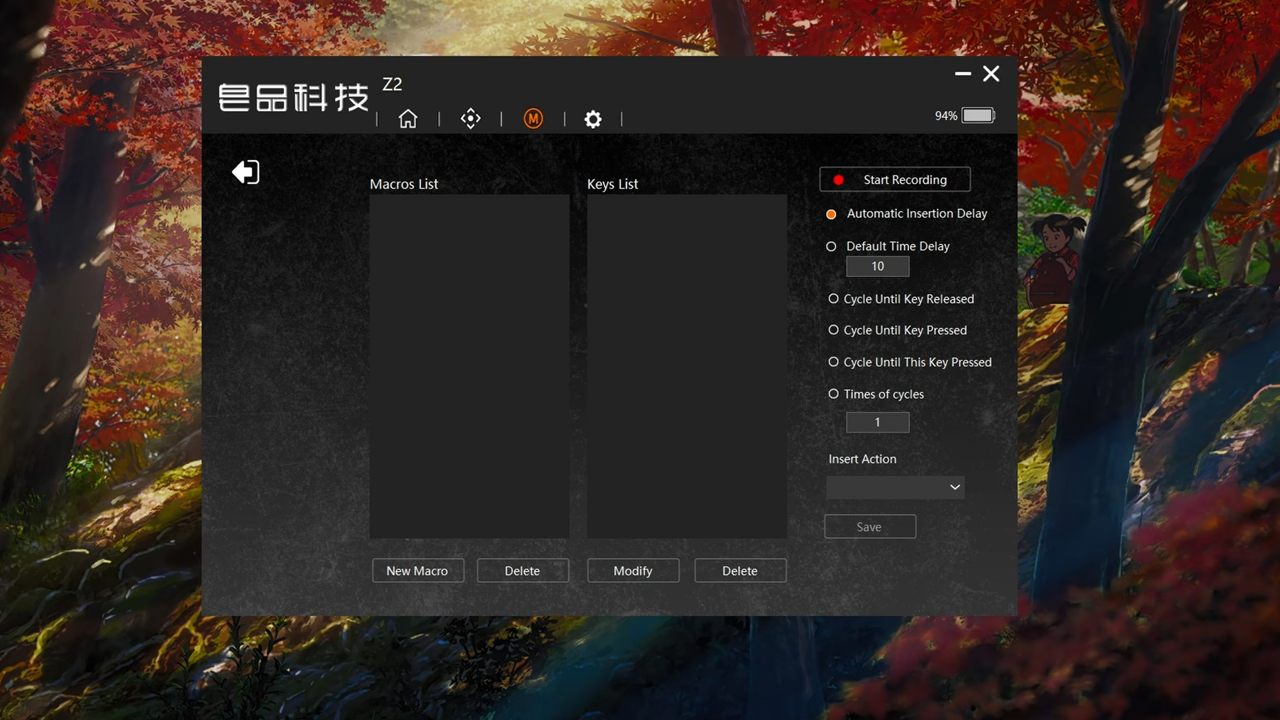 Z2
品科技
94%
Macros List
Keys List
Start Recording
Automatic Insertion Delay
Default Time Delay
10
Cycle Until Key Released
Cycle Until Key Pressed
Cycle Until This Key Pressed
Times of cycles
1
Insert Action
Save
New Macro
Delete
Modify
Delete